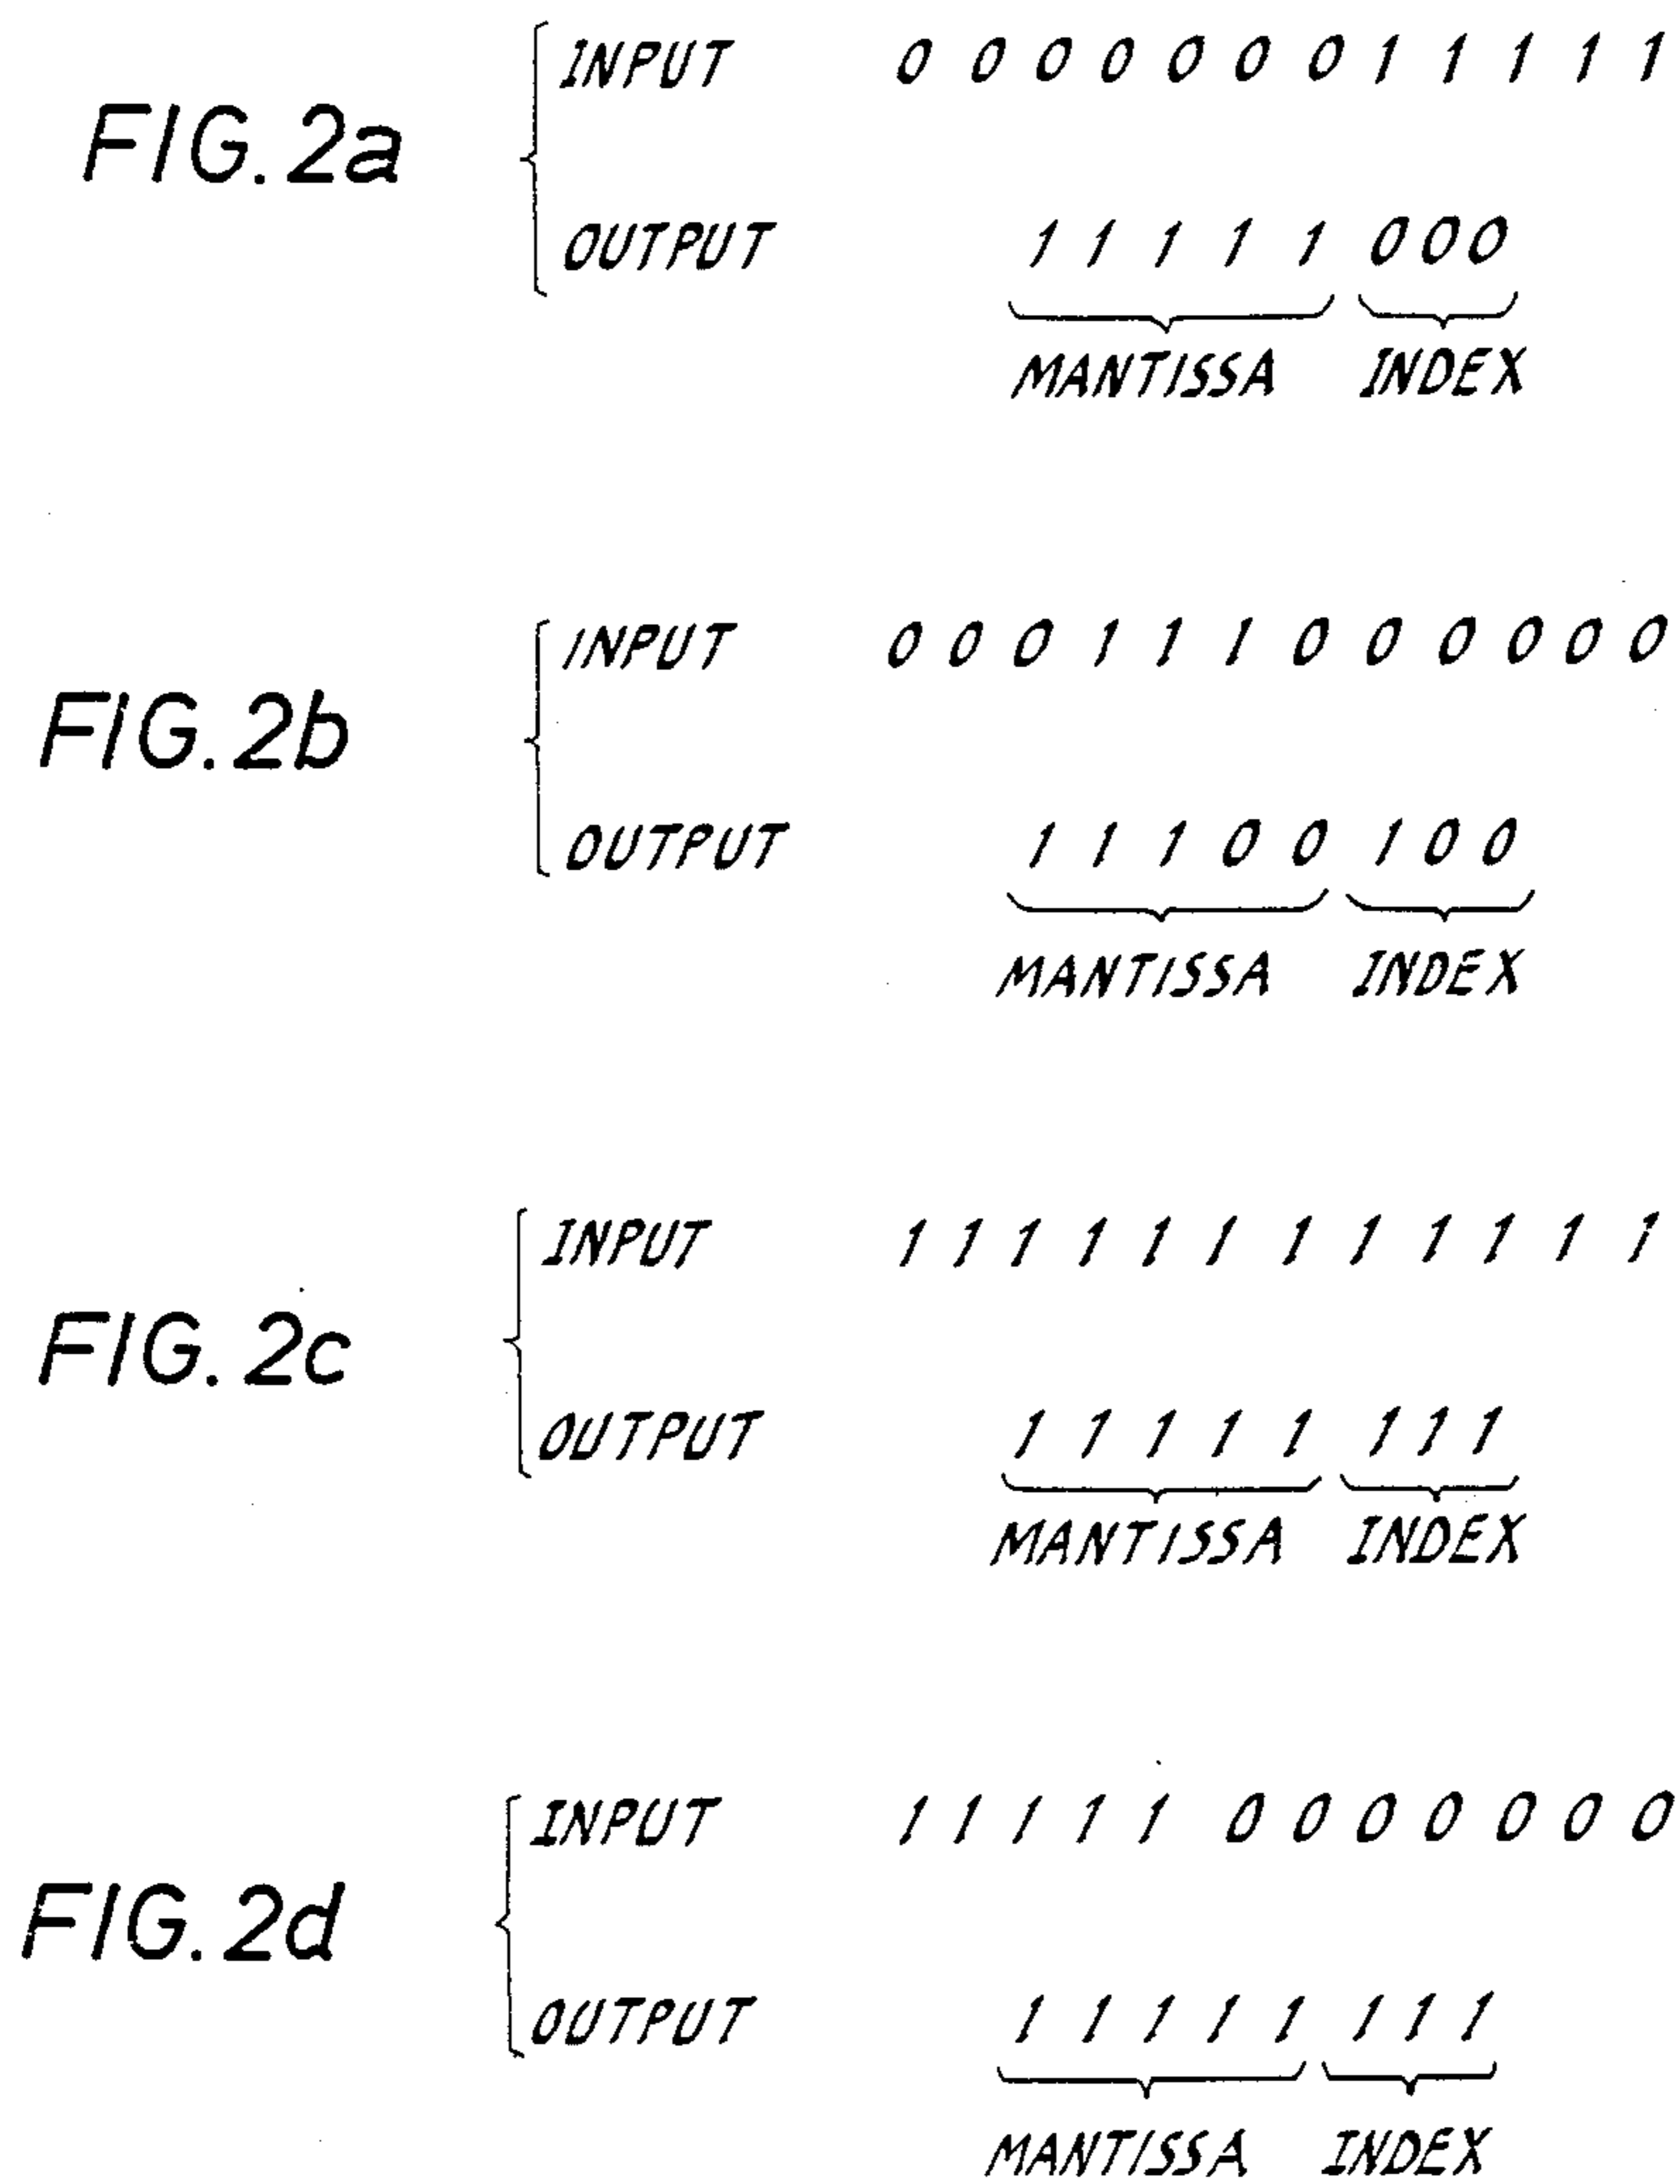 INPUT 0 0 0 0 0 0 0 1 1 1 1 1
FIG. 2a
OUTPUT 1 1 1 1 1 0 0 0
MANTISSA INDEX
INPUT 0 0 0 1 1 1 0 0 0 0 0 0
FIG. 2b
OUTPUT 1 1 1 0 0 1 0 0
MANTISSA INDEX
INPUT 1 1 1 1 1 1 1 1 1 1 1 1
FIG. 2c
OUTPUT 1 1 1 1 1 1 1 1
MANTISSA INDEX
INPUT 1 1 1 1 1 0 0 0 0 0 0 0
FIG. 2d
OUTPUT 1 1 1 1 1 1 1 1
MANTISSA INDEX